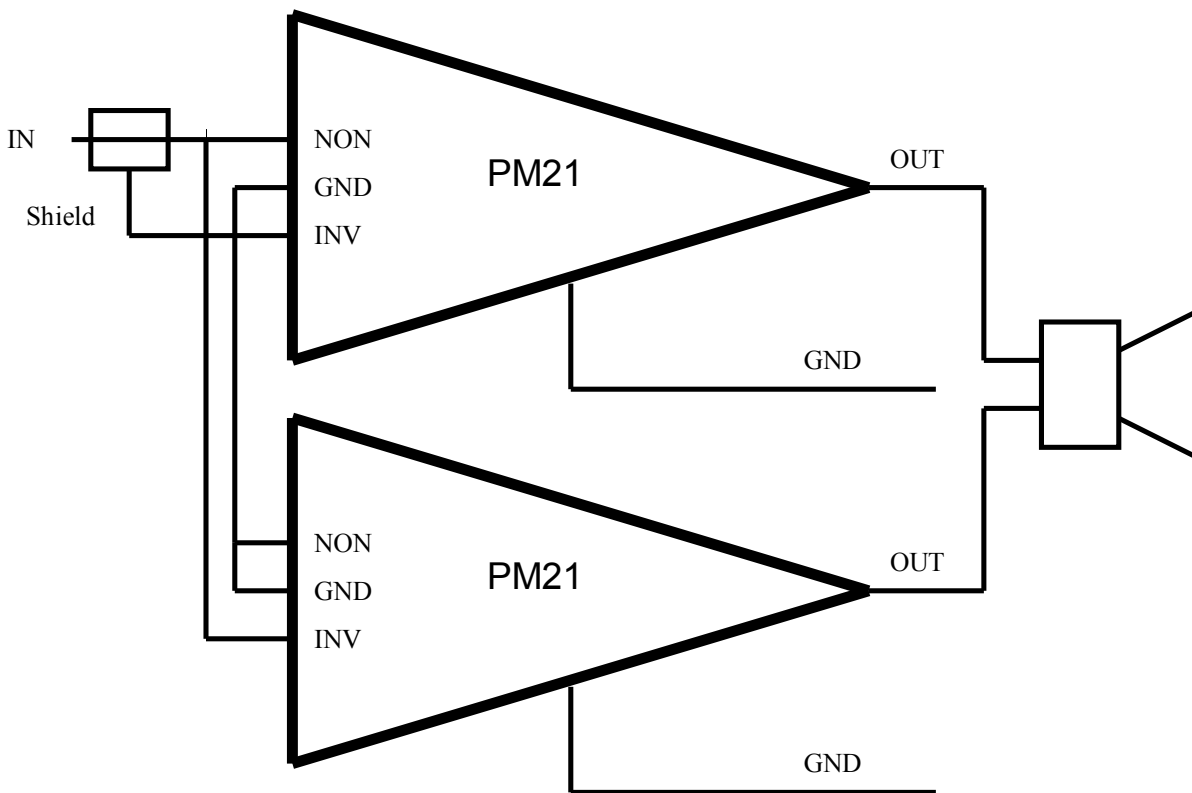 IN
Shield
NON
GND
INV
PM21
OUT
GND
NON
GND
INV
PM21
OUT
GND